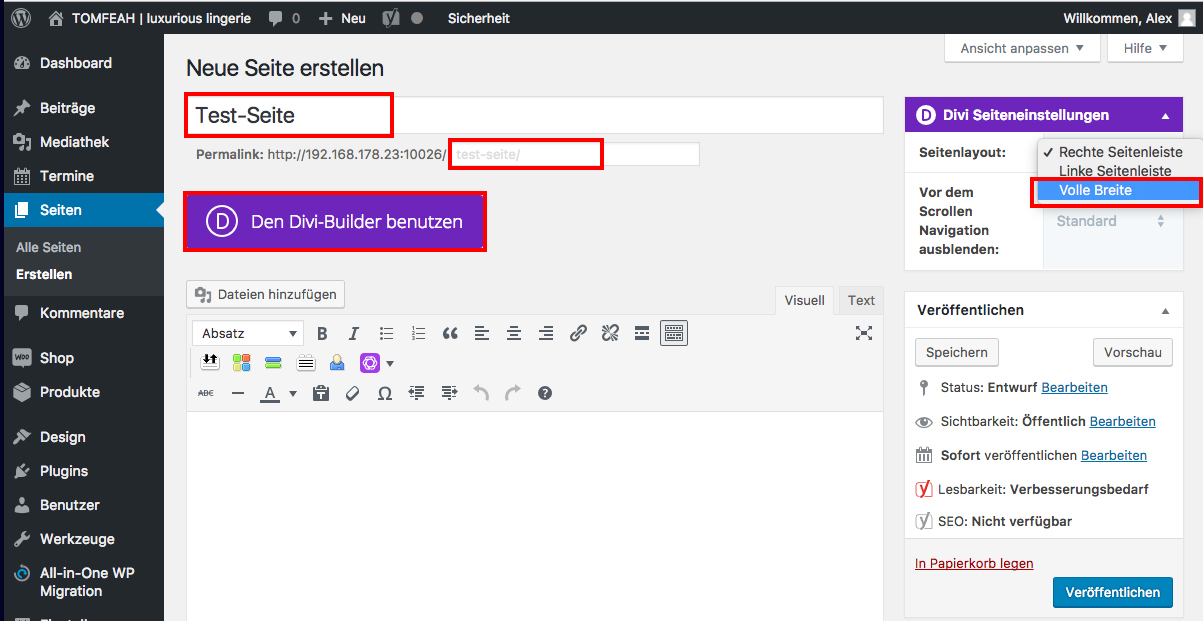 TOMFEAH | luxurious lingerie 0 Neu Sicherheit Willkommen, Alex
Ansicht anpassen Hilfe
Dashboard
Beiträge
Mediathek
Termine
Seiten
Alle Seiten
Erstellen
Kommentare
Woo Shop
Produkte
Design
Plugins
Benutzer
Werkzeuge
All-in-One WP
Migration
Neue Seite erstellen
Test-Seite
Permalink: http://192.168.178.23:10026/ test-seite/
D Den Divi-Builder benutzen
Dateien hinzufügen
Visuell Text
Absatz B I
ABC A
D Divi Seiteneinstellungen
Seitenlayout:
✓ Rechte Seitenleiste
Linke Seitenleiste
Volle Breite
Vor dem
Scrollen
Navigation
ausblenden:
Standard
Veröffentlichen
Speichern Vorschau
Status: Entwurf Bearbeiten
Sichtbarkeit: Öffentlich Bearbeiten
Sofort veröffentlichen Bearbeiten
Lesbarkeit: Verbesserungsbedarf
SEO: Nicht verfügbar
In Papierkorb legen
Veröffentlichen